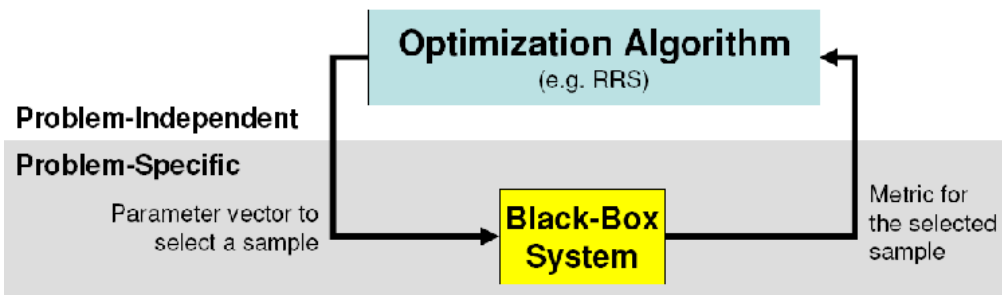 Optimization Algorithm
(e.g. RRS)
Problem-Independent
Problem-Specific
Parameter vector to
select a sample
Black-Box
System
Metric for
the selected
sample